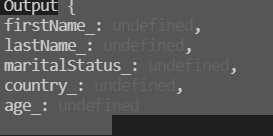 Output {
firstName_: undefined,
lastName_: undefined,
maritalStatus_: undefined,
country_: undefined,
age_: undefined